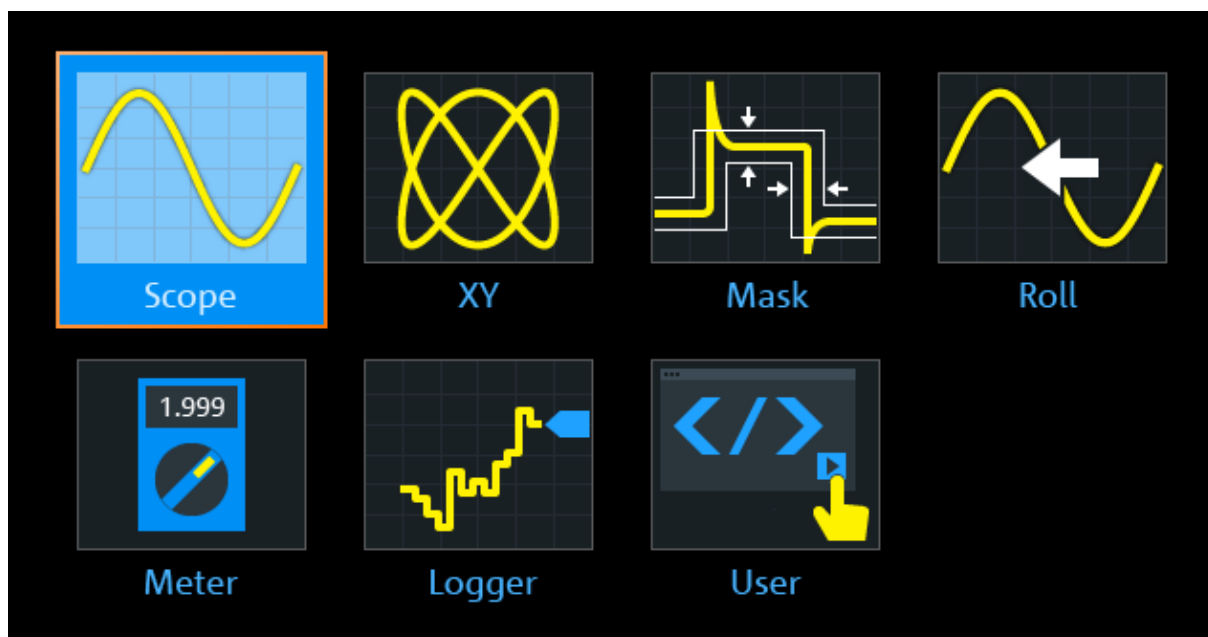 Scope
XY
Mask
Roll
1.999
</>
Meter
Logger
User